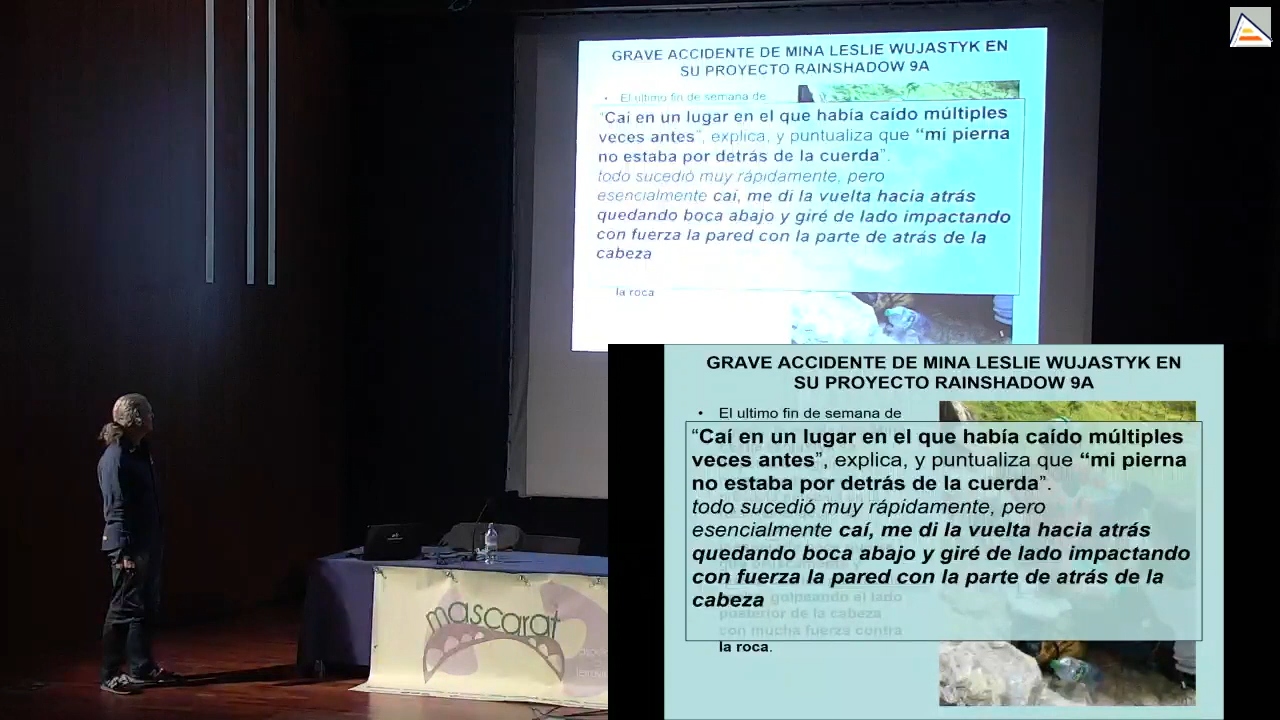 GRAVE ACCIDENTE DE MINA LESLIE WUJASTYK EN
SU PROYECTO RAINSHADOW 9A
• El ultimo fin de semana de
“Caí en un lugar en el que había caído múltiples
veces antes”, explica, y puntualiza que “mi pierna
no estaba por detrás de la cuerda”.
todo sucedió muy rápidamente, pero
esencialmente caí, me di la vuelta hacia atrás
quedando boca abajo y giré de lado impactando
con fuerza la pared con la parte de atrás de la
cabeza
la roca
GRAVE ACCIDENTE DE MINA LESLIE WUJASTYK EN
SU PROYECTO RAINSHADOW 9A
• El ultimo fin de semana de
“Caí en un lugar en el que había caído múltiples
veces antes”, explica, y puntualiza que “mi pierna
no estaba por detrás de la cuerda”.
todo sucedió muy rápidamente, pero
esencialmente caí, me di la vuelta hacia atrás
quedando boca abajo y giré de lado impactando
con fuerza la pared con la parte de atrás de la
cabeza
golpeando el lado
posterior de la cabeza
con mucha fuerza contra
la roca.
mascarat